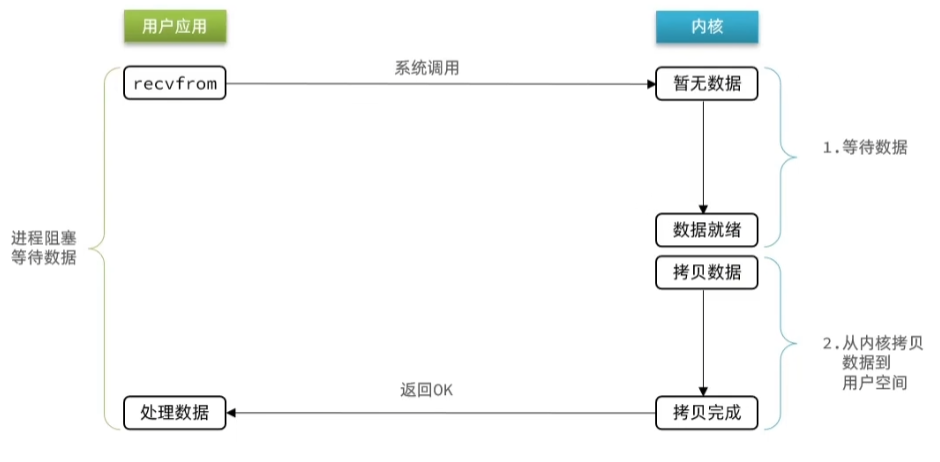 用户应用
内核
系统调用
recvfrom
暂无数据
1.等待数据
数据就绪
进程阻塞
等待数据
拷贝数据
2.从内核拷贝
数据到
用户空间
返回OK
处理数据
拷贝完成